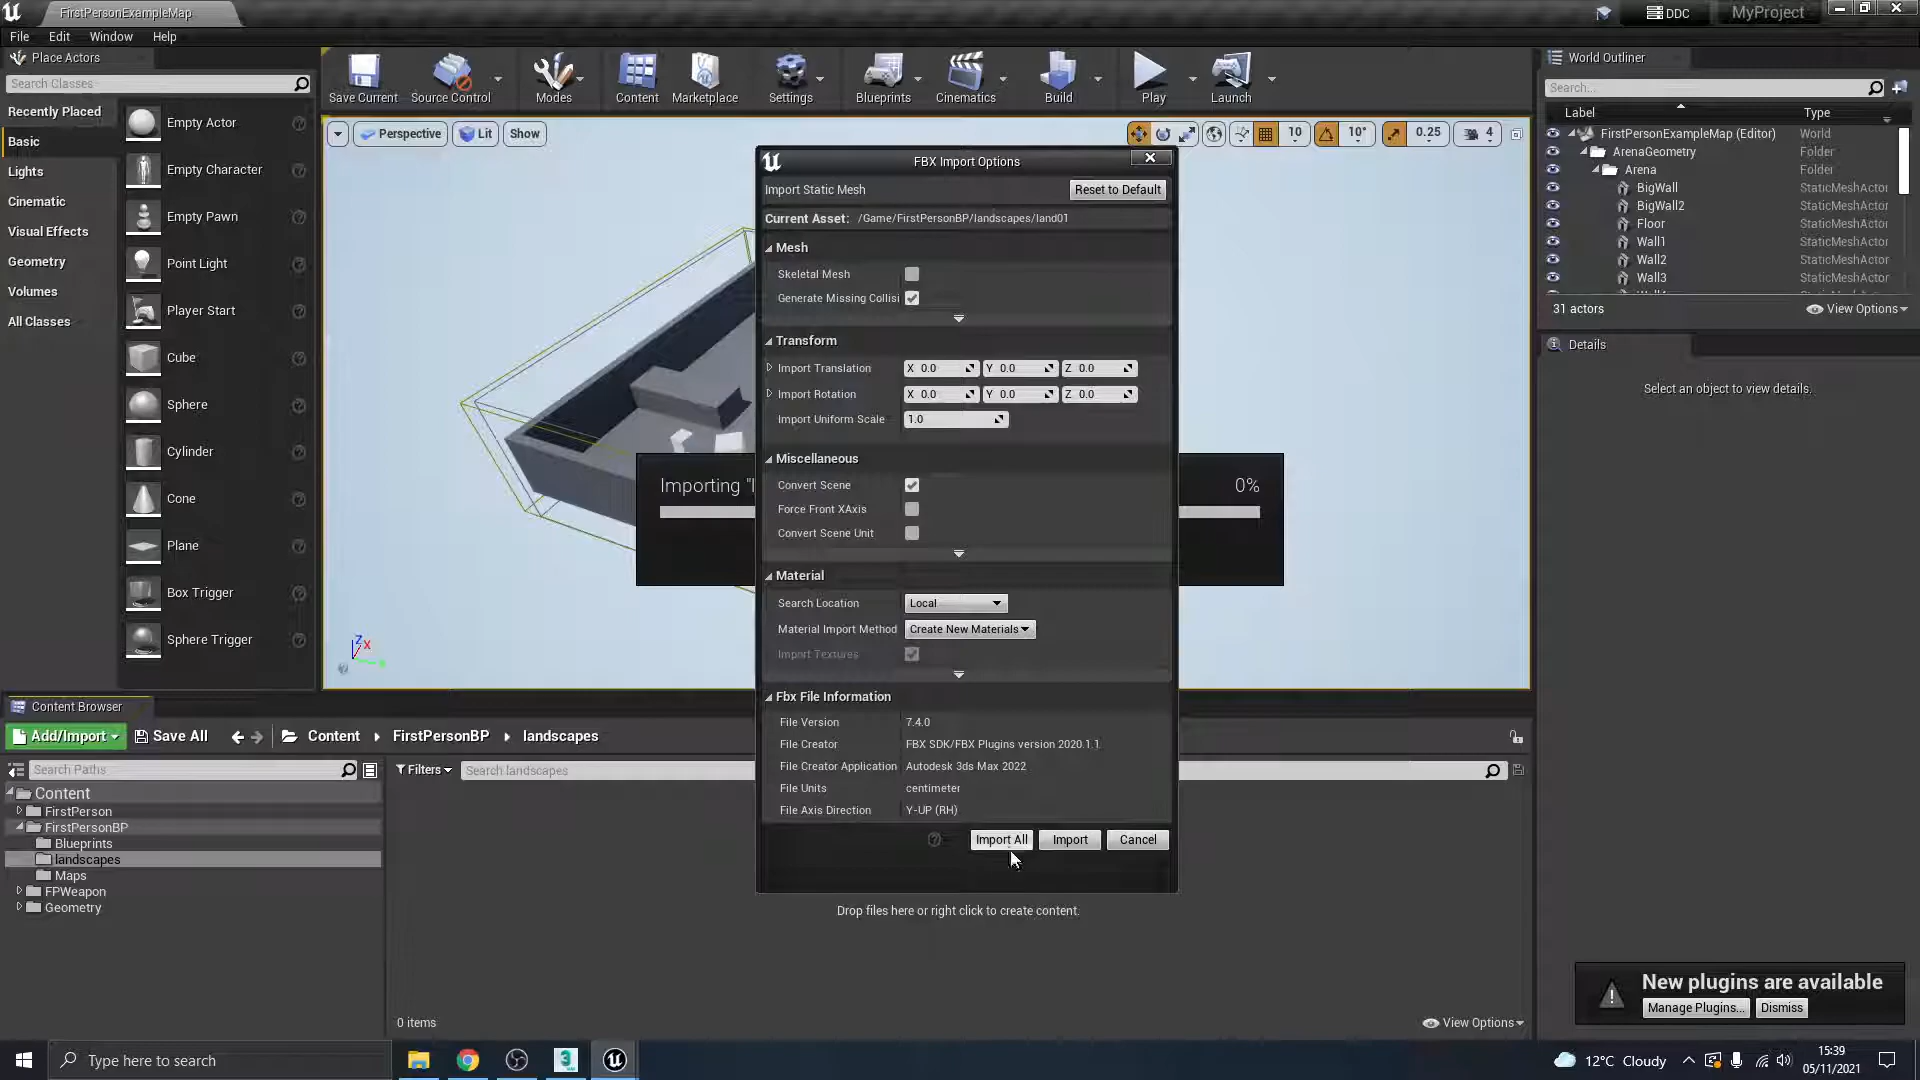 FirstPersonExampleMap
DDC
MyProject
File Edit Window Help
Place Actors
Search Classes
Recently Placed
Basic
Lights
Cinematic
Visual Effects
Geometry
Volumes
All Classes
Empty Actor
Empty Character
Empty Pawn
Point Light
Player Start
Cube
Sphere
Cylinder
Cone
Plane
Box Trigger
Sphere Trigger
Save Current
Source Control
Modes
Content
Marketplace
Settings
Blueprints
Cinematics
Build
Play
Launch
Perspective
Lit
Show
10
10°
0.25
4
Z
X
Importing "l
0%
FBX Import Options
Import Static Mesh
Reset to Default
Current Asset: /Game/FirstPersonBP/landscapes/land01
Mesh
Skeletal Mesh
Generate Missing Collisi
Transform
Import Translation X 0.0 Y 0.0 Z 0.0
Import Rotation X 0.0 Y 0.0 Z 0.0
Import Uniform Scale 1.0
Miscellaneous
Convert Scene
Force Front XAxis
Convert Scene Unit
Material
Search Location Local
Material Import Method Create New Materials
Import Textures
Fbx File Information
File Version 7.4.0
File Creator FBX SDK/FBX Plugins version 2020.1.1
File Creator Application Autodesk 3ds Max 2022
File Units centimeter
File Axis Direction Y-UP (RH)
Import All Import Cancel
World Outliner
Search...
Label Type
FirstPersonExampleMap (Editor) World
ArenaGeometry Folder
Arena Folder
BigWall StaticMeshActor
BigWall2 StaticMeshActor
Floor StaticMeshActor
Wall1 StaticMeshActor
Wall2 StaticMeshActor
Wall3 StaticMeshActor
31 actors View Options
Details
Select an object to view details.
Content Browser
Add/Import Save All Content FirstPersonBP landscapes
Search Paths
Filters Search landscapes
Content
FirstPerson
FirstPersonBP
Blueprints
landscapes
Maps
FPWeapon
Geometry
Drop files here or right click to create content.
0 items
View Options
New plugins are available
Manage Plugins... Dismiss
Type here to search
3
12°C Cloudy
15:39
05/11/2021